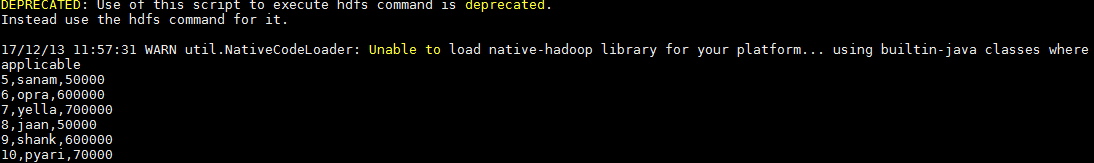 DEPRECATED: Use of this script to execute hdfs command is deprecated.
Instead use the hdfs command for it.
17/12/13 11:57:31 WARN util.NativeCodeLoader: Unable to load native-hadoop library for your platform... using builtin-java classes where
applicable
5,sanam,50000
6,opra,600000
7,yella,700000
8,jaan,50000
9,shank,600000
10,pyari,70000